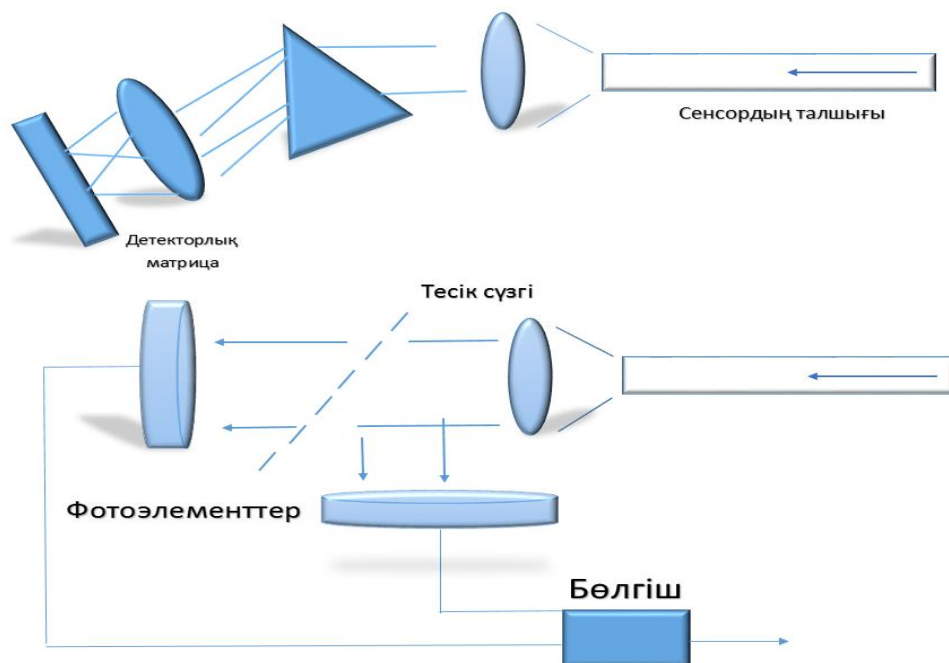 Сенсордың талшығы
Детекторлық
матрица
Тесік сүзгі
Фотоэлементтер
Бөлгіш